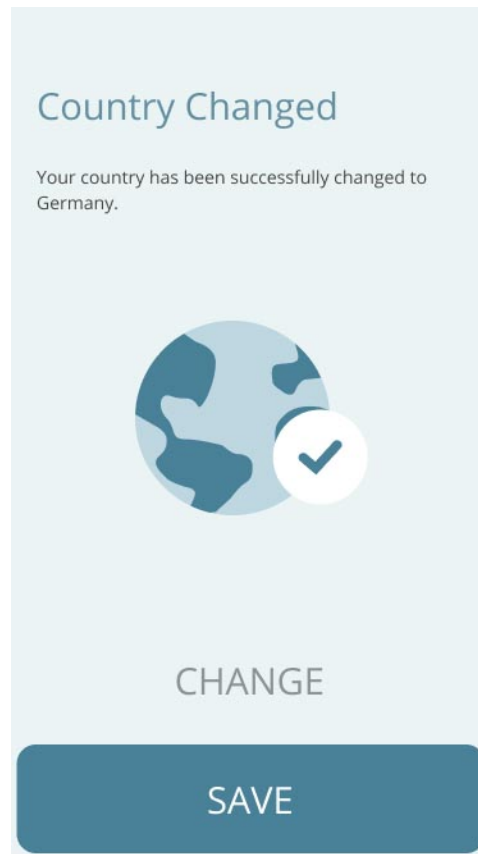 Country Changed
Your country has been successfully changed to
Germany.
CHANGE
SAVE